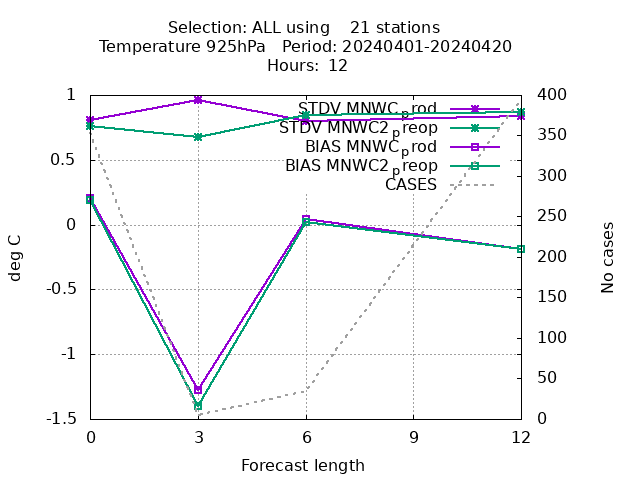 Selection: ALL using    21 stations
Temperature 925hPa   Period: 20240401-20240420
Hours:  12
STDV MNWC_prod
STDV MNWC2_preop
BIAS MNWC_prod
BIAS MNWC2_preop
CASES
1
0.5
0
-0.5
-1
-1.5
deg C
400
350
300
250
200
150
100
50
0
No cases
0 3 6 9 12
Forecast length